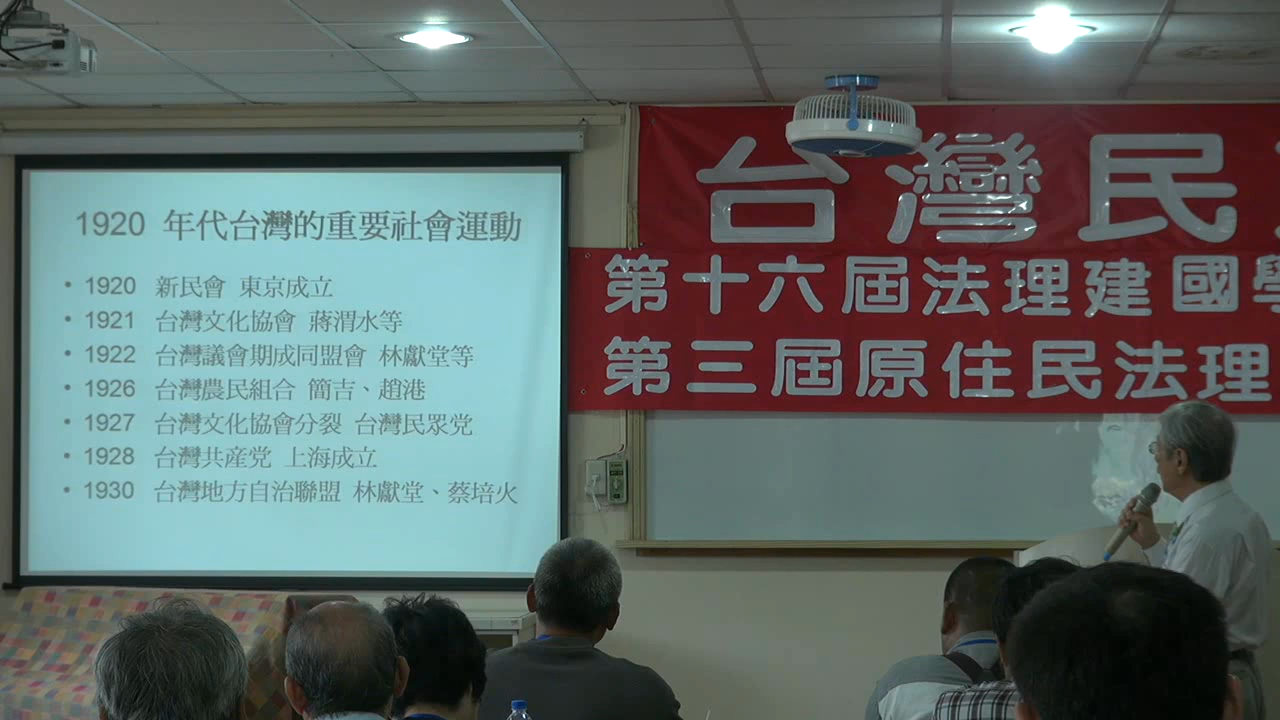 1920 年代台灣的重要社會運動
• 1920 新民會 東京成立
• 1921 台灣文化協會 蔣渭水等
• 1922 台灣議會期成同盟會 林獻堂等
• 1926 台灣農民組合 簡吉、趙港
• 1927 台灣文化協會分裂 台灣民眾党
• 1928 台灣共産党 上海成立
• 1930 台灣地方自治聯盟 林獻堂、蔡培火
台灣民
第十六屆法理建國學
第三屆原住民法理